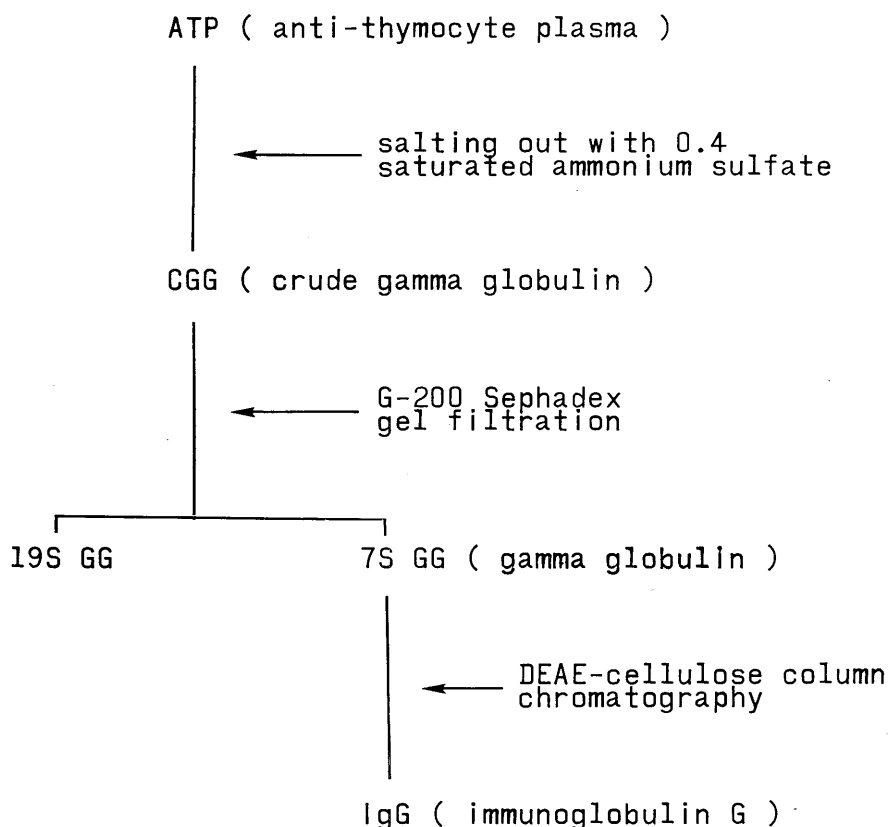 ATP ( anti-thymocyte plasma )
salting out with 0.4
saturated ammonium sulfate
CGG ( crude gamma globulin )
G-200 Sephadex
gel filtration
19S GG
7S GG ( gamma globulin )
DEAE-cellulose column
chromatography
IgG ( immunoglobulin G )